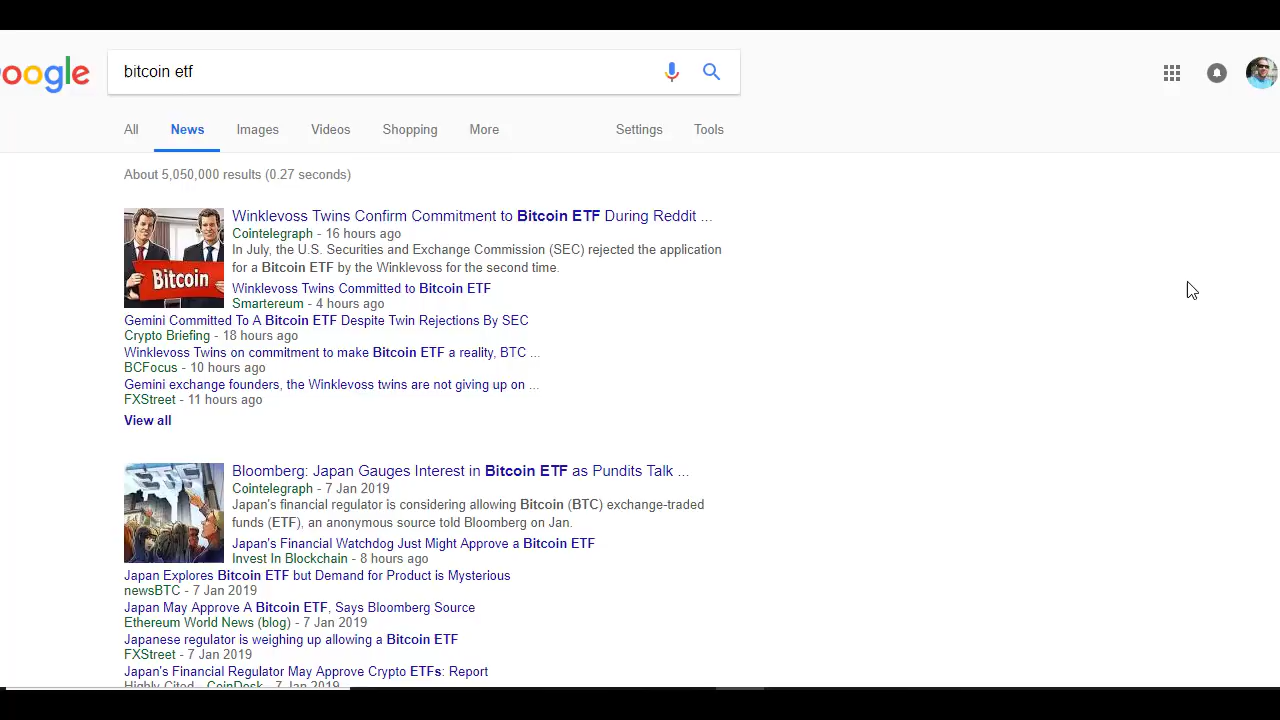 oogle
bitcoin etf
All News Images Videos Shopping More Settings Tools
About 5,050,000 results (0.27 seconds)
Winklevoss Twins Confirm Commitment to Bitcoin ETF During Reddit ...
Cointelegraph - 16 hours ago
In July, the U.S. Securities and Exchange Commission (SEC) rejected the application
for a Bitcoin ETF by the Winklevoss for the second time.
Bitcoin
Winklevoss Twins Committed to Bitcoin ETF
Smartereum - 4 hours ago
Gemini Committed To A Bitcoin ETF Despite Twin Rejections By SEC
Crypto Briefing - 18 hours ago
Winklevoss Twins on commitment to make Bitcoin ETF a reality, BTC ...
BCFocus - 10 hours ago
Gemini exchange founders, the Winklevoss twins are not giving up on ...
FXStreet - 11 hours ago
View all
Bloomberg: Japan Gauges Interest in Bitcoin ETF as Pundits Talk ...
ETF
Cointelegraph - 7 Jan 2019
Japan's financial regulator is considering allowing Bitcoin (BTC) exchange-traded
funds (ETF), an anonymous source told Bloomberg on Jan.
Japan's Financial Watchdog Just Might Approve a Bitcoin ETF
Invest In Blockchain - 8 hours ago
Japan Explores Bitcoin ETF but Demand for Product is Mysterious
newsBTC - 7 Jan 2019
Japan May Approve A Bitcoin ETF, Says Bloomberg Source
Ethereum World News (blog) - 7 Jan 2019
Japanese regulator is weighing up allowing a Bitcoin ETF
FXStreet - 7 Jan 2019
Japan's Financial Regulator May Approve Crypto ETFs: Report
Highly Cited - CoinDesk - 7 Jan 2019